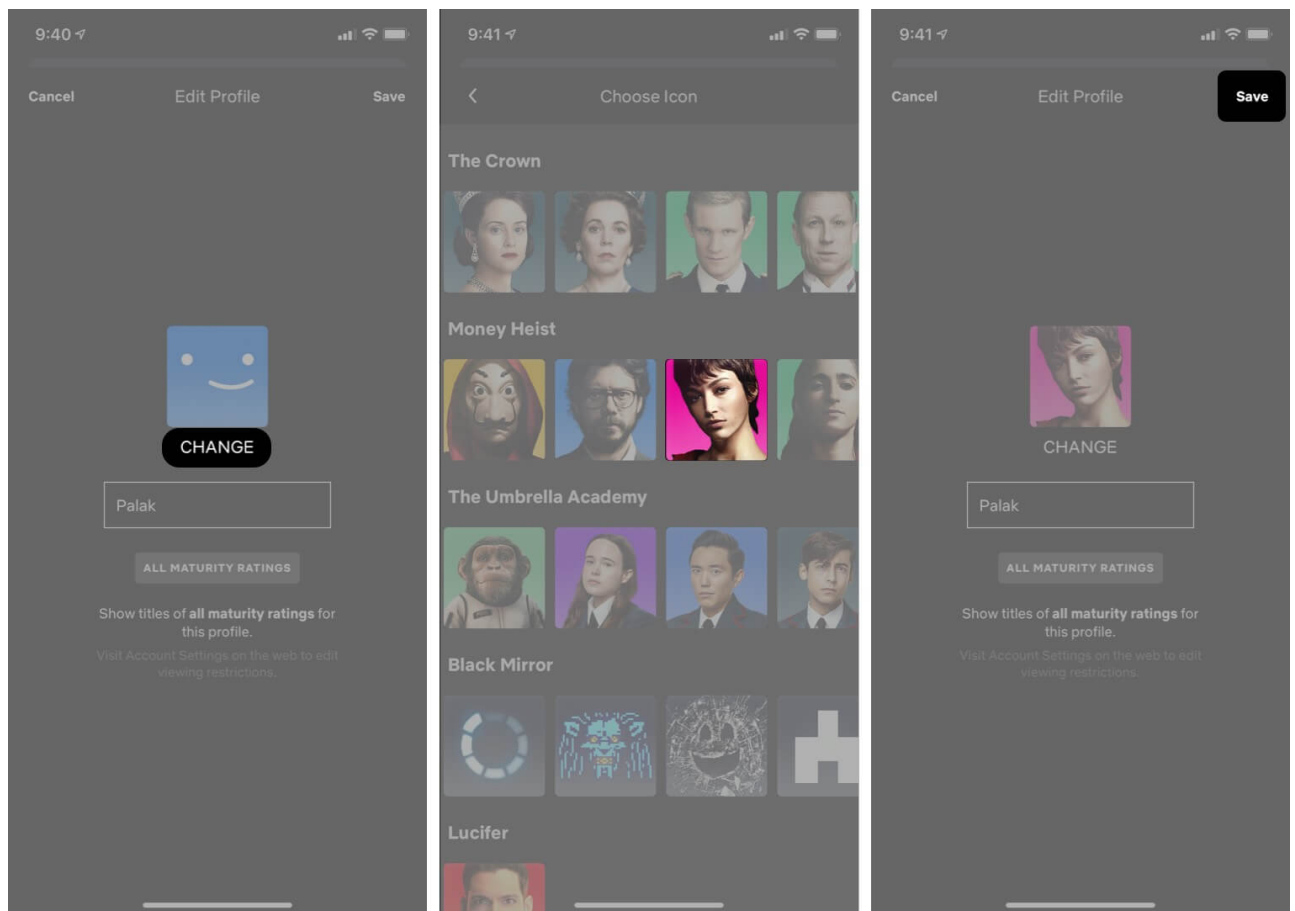 9:40
Cancel Edit Profile Save
CHANGE
Palak
ALL MATURITY RATINGS
Show titles of all maturity ratings for
this profile.
Visit Account Settings on the web to edit
viewing restrictions.
9:41
Choose Icon
The Crown
Money Heist
The Umbrella Academy
Black Mirror
Lucifer
9:41
Cancel Edit Profile Save
CHANGE
Palak
ALL MATURITY RATINGS
Show titles of all maturity ratings for
this profile.
Visit Account Settings on the web to edit
viewing restrictions.